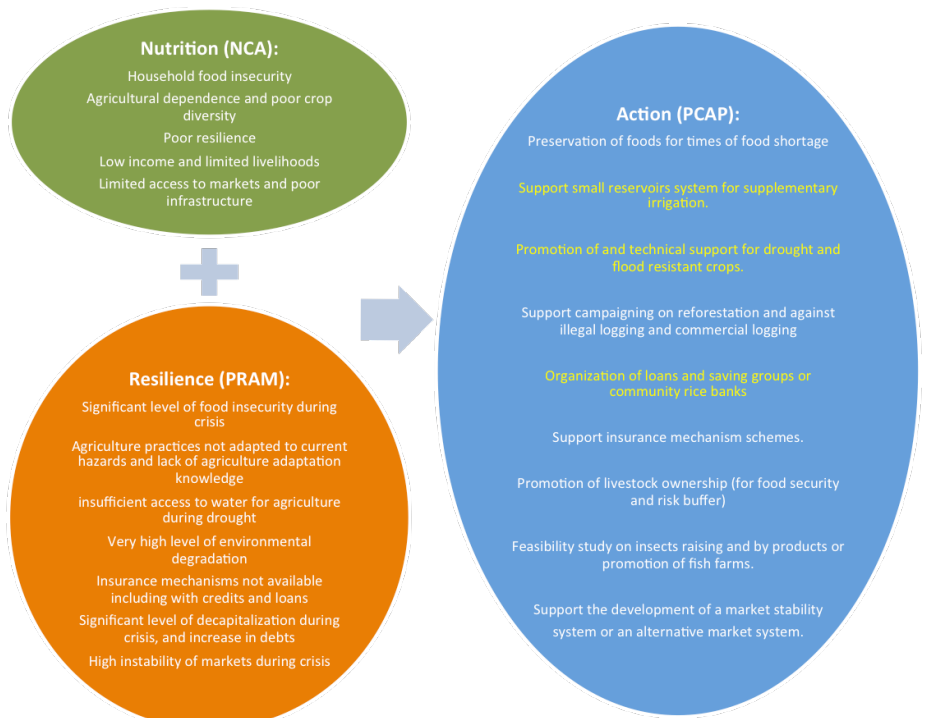 Nutrition (NCA):
Household food insecurity
Agricultural dependence and poor crop
diversity
Poor resilience
Low income and limited livelihoods
Limited access to markets and poor
infrastructure
Resilience (PRAM):
Significant level of food insecurity during
crisis
Agriculture practices not adapted to current
hazards and lack of agriculture adaptation
knowledge
insufficient access to water for agriculture
during drought
Very high level of environmental
degradation
Insurance mechanisms not available
including with credits and loans
Significant level of decapitalization during
crisis, and increase in debts
High instability of markets during crisis
Action (PCAP):
Preservation of foods for times of food shortage
Support small reservoirs system for supplementary
irrigation.
Promotion of and technical support for drought and
flood resistant crops.
Support campaigning on reforestation and against
illegal logging and commercial logging
Organization of loans and saving groups or
community rice banks
Support insurance mechanism schemes.
Promotion of livestock ownership (for food security
and risk buffer)
Feasibility study on insects raising and by products or
promotion of fish farms.
Support the development of a market stability
system or an alternative market system.